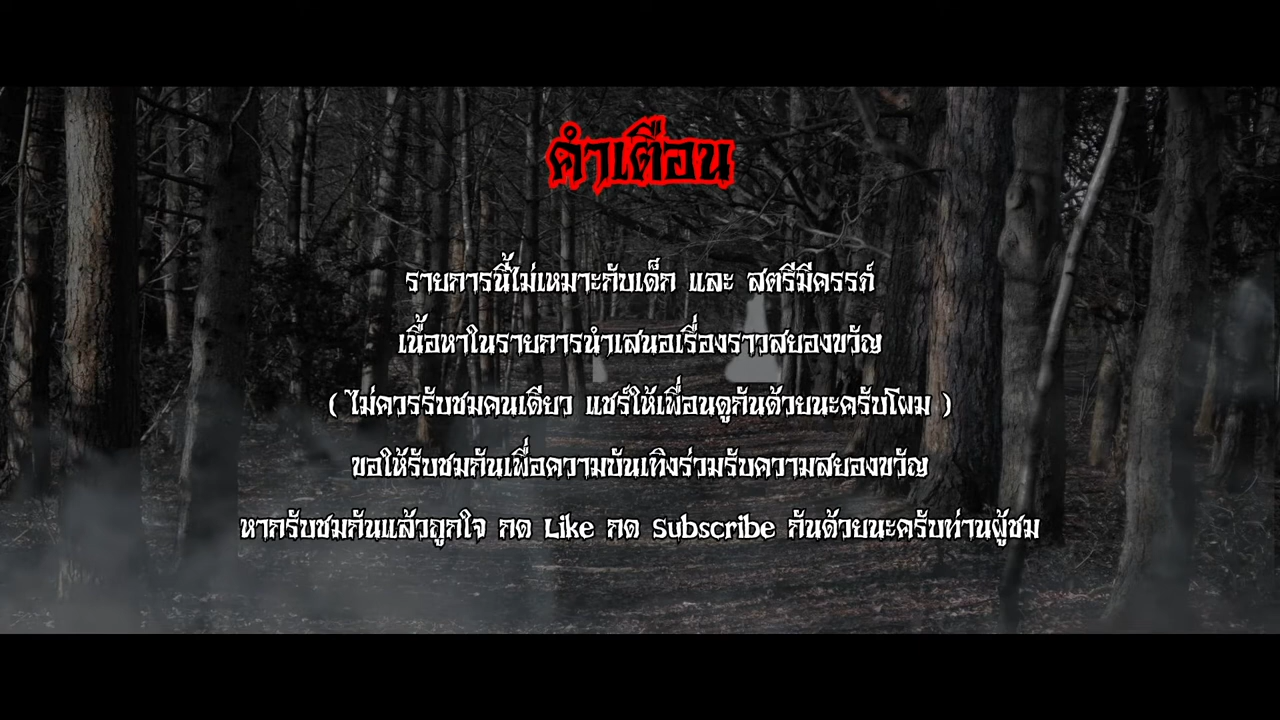 คำเตือน
รายการนี้ไม่เหมาะกับเด็ก และ สตรีมีครรภ์
เนื้อหาในรายการนำเสนอเรื่องราวสยองขวัญ
( ไม่ควรรับชมคนเดียว แชร์ให้เพื่อนดูกันด้วยนะครับโผม )
ขอให้รับชมกันเพื่อความบันเทิงร่วมรับความสยองขวัญ
หากรับชมกันแล้วถูกใจ กด Like กด Subscribe กันด้วยนะครับท่านผู้ชม